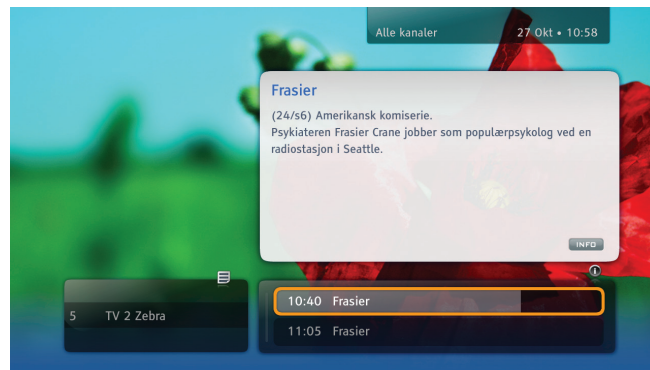 Alle kanaler 27 Okt • 10:58
Frasier
(24/s6) Amerikansk komiserie.
Psykiateren Frasier Crane jobber som populærpsykolog ved en
radiostasjon i Seattle.
INFO
5 TV 2 Zebra
10:40 Frasier
11:05 Frasier